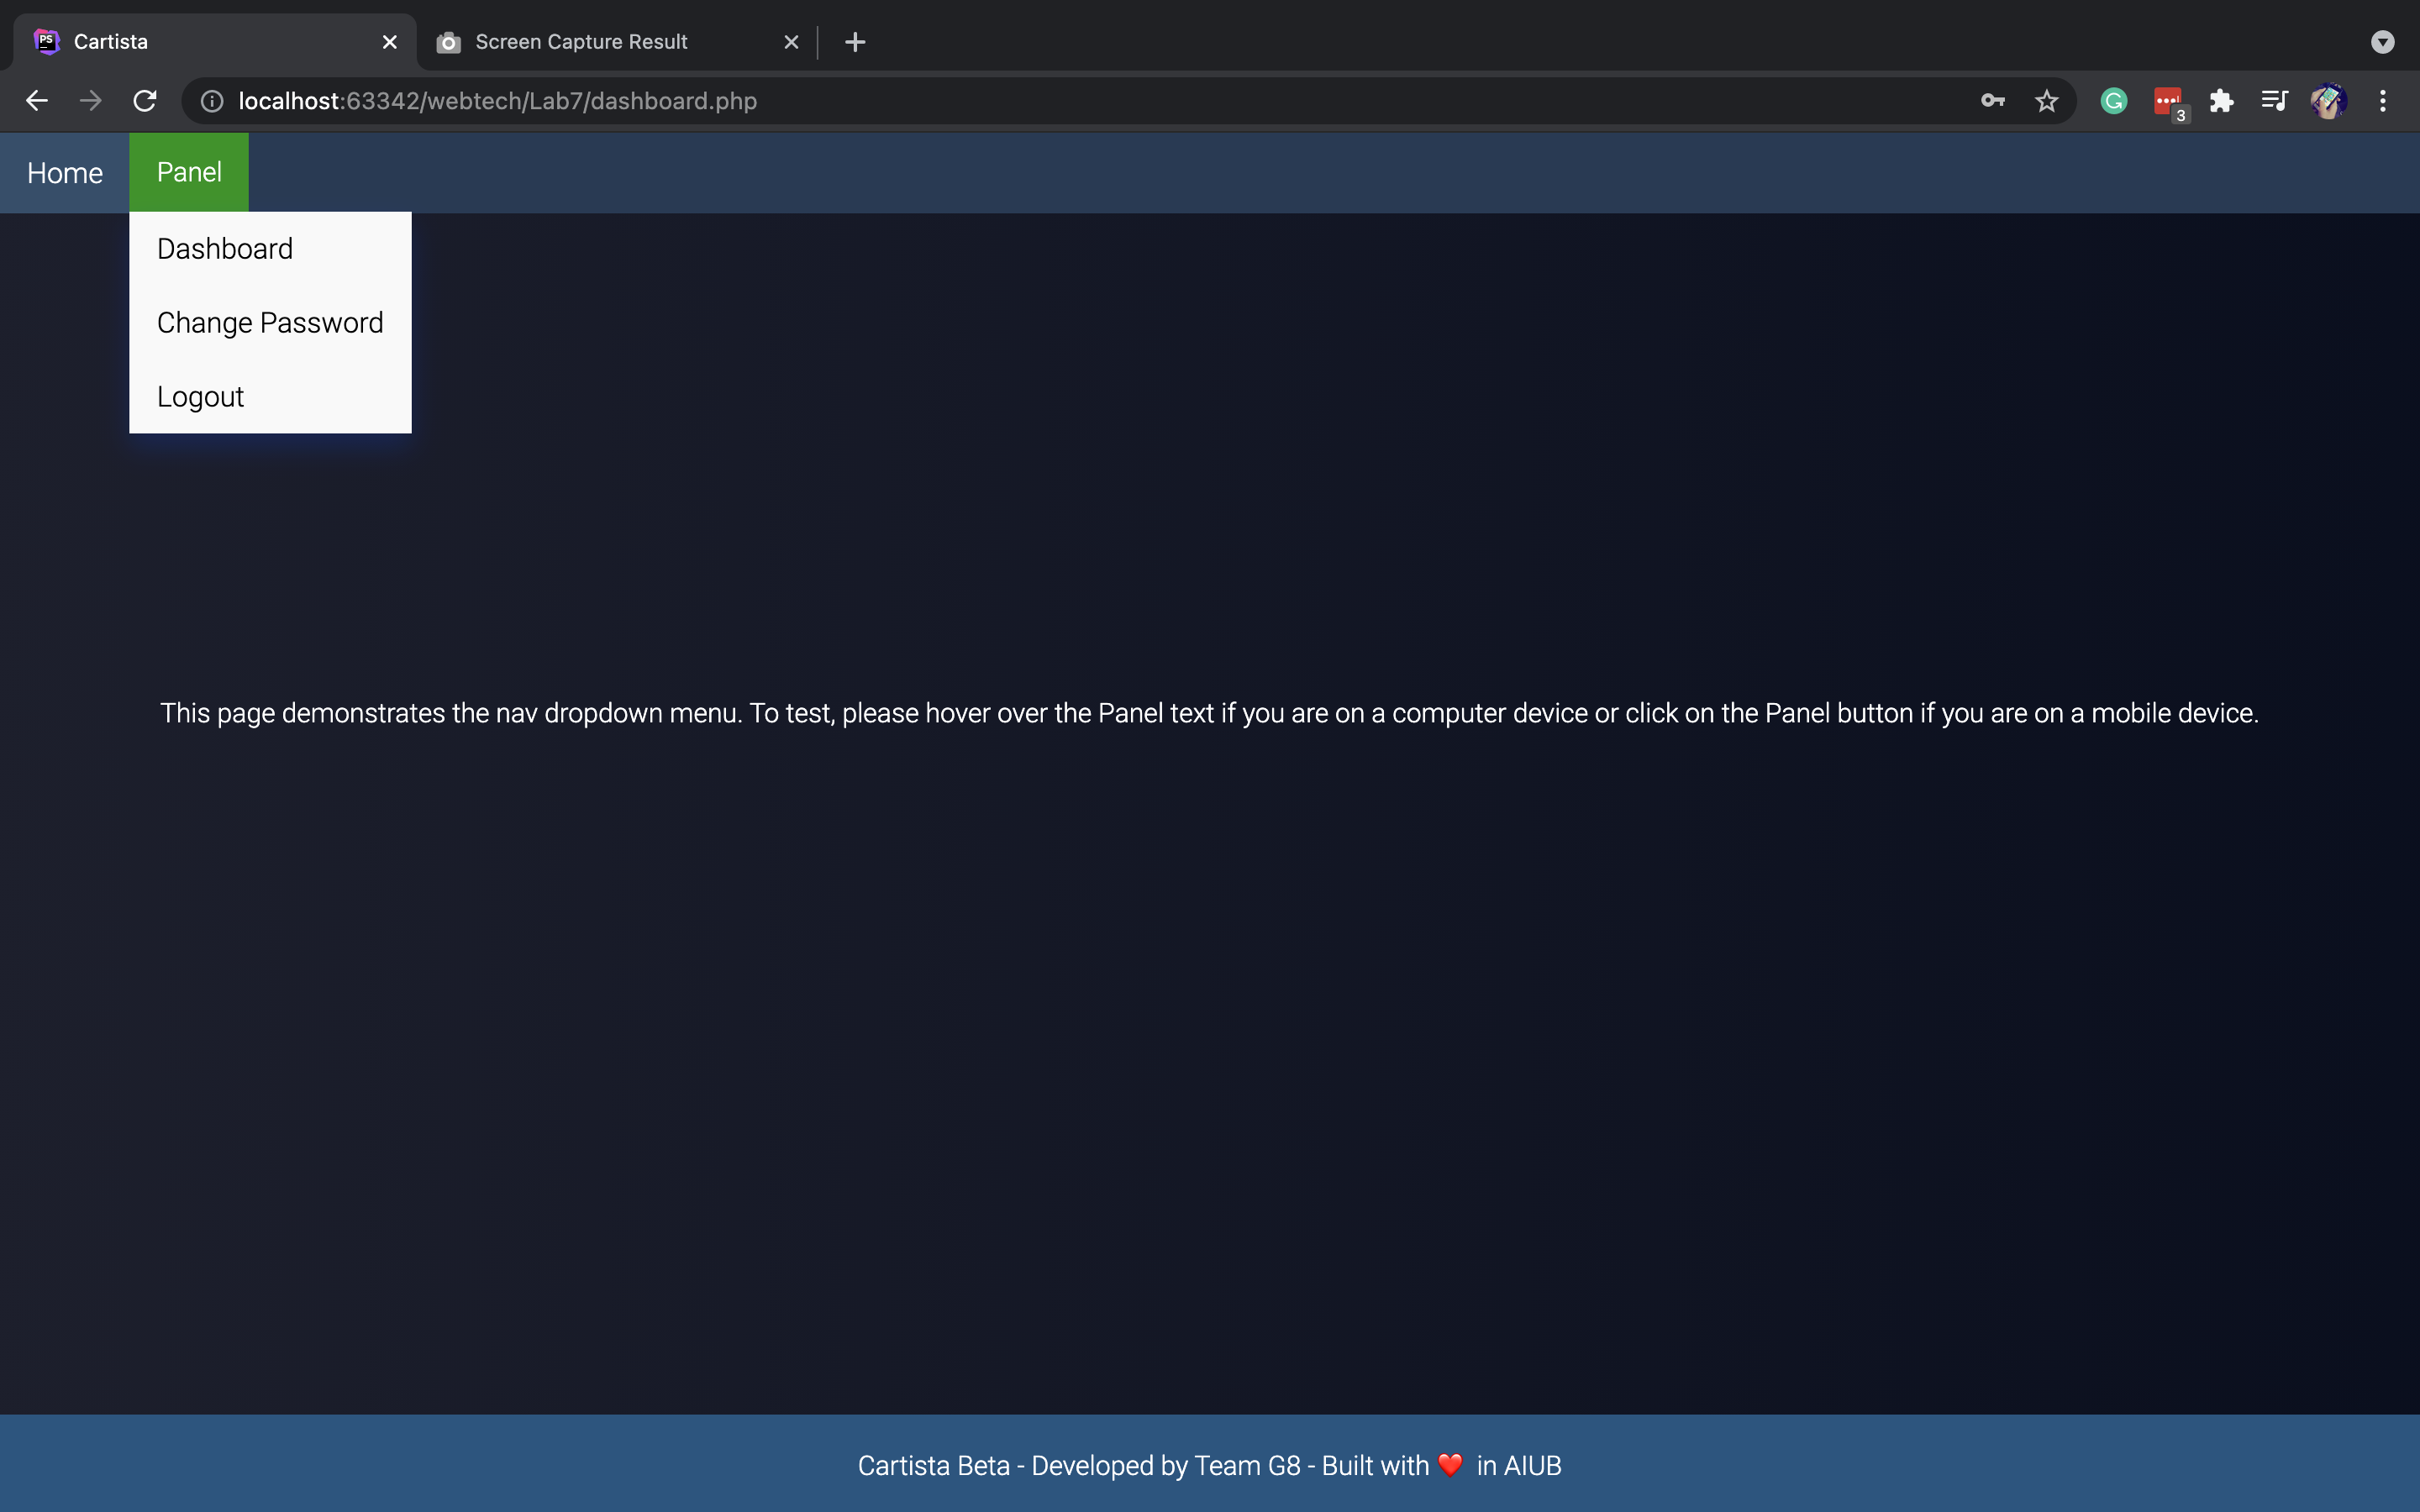 PS Cartista
Screen Capture Result
localhost:63342/webtech/Lab7/dashboard.php
3
Home Panel
Dashboard
Change Password
Logout
This page demonstrates the nav dropdown menu. To test, please hover over the Panel text if you are on a computer device or click on the Panel button if you are on a mobile device.
Cartista Beta - Developed by Team G8 - Built with ❤️ in AIUB